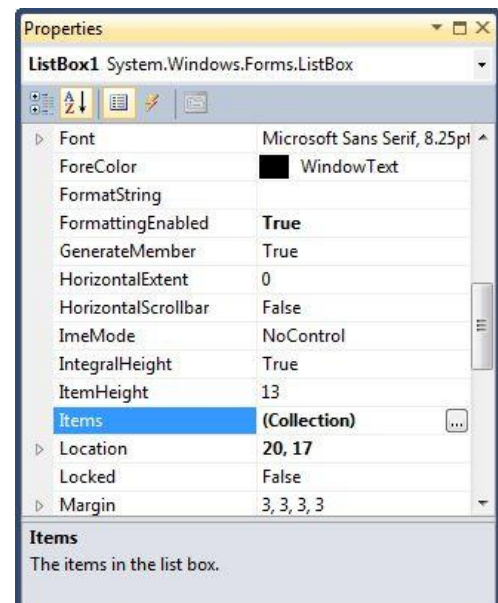 Properties
ListBox1 System.Windows.Forms.ListBox
A
Z
Font Microsoft Sans Serif, 8.25pt
ForeColor WindowText
FormatString
FormattingEnabled True
GenerateMember True
HorizontalExtent 0
HorizontalScrollbar False
ImeMode NoControl
IntegralHeight True
ItemHeight 13
Items (Collection) ...
Location 20, 17
Locked False
Margin 3, 3, 3, 3
Items
The items in the list box.